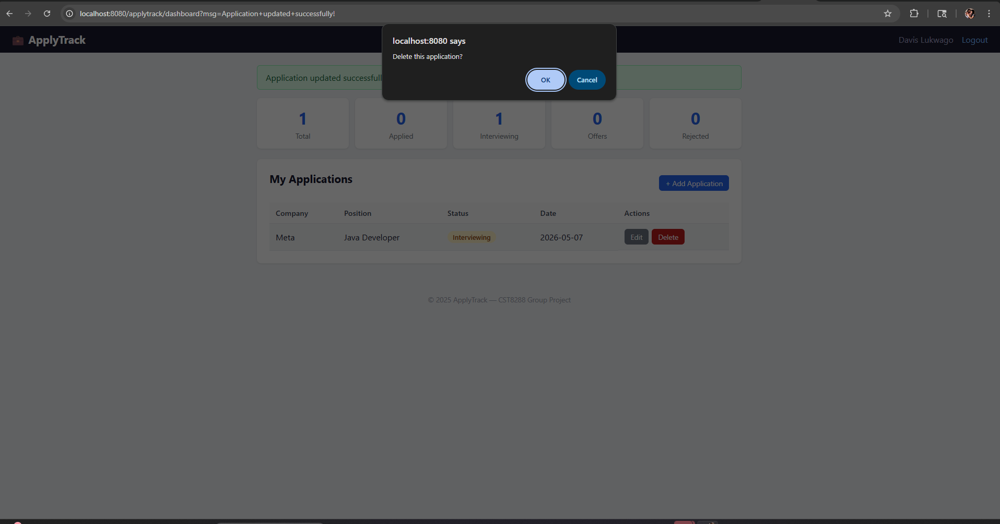 localhost:8080/applytrack/dashboard?msg=Application+updated+successfully!
ApplyTrack
Davis Lukwago Logout
localhost:8080 says
Delete this application?
OK Cancel
Application updated successfull
1 0 1 0 0
Total Applied Interviewing Offers Rejected
My Applications
+ Add Application
Company Position Status Date Actions
Meta Java Developer Interviewing 2026-05-07 Edit Delete
© 2025 ApplyTrack — CST8288 Group Project